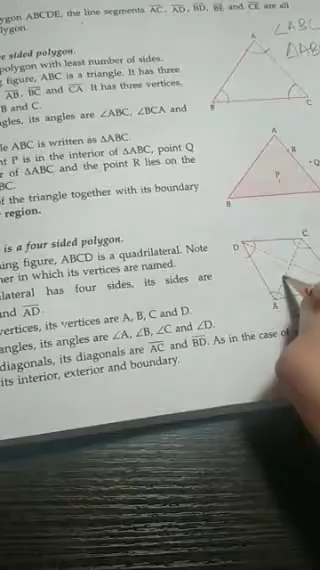 ygon ABCDE, the line segments AC, AD, BD, BE and CE are all
lygon.
e sided polygon.
polygon with least number of sides.
figure, ABC is a triangle. It has three
AB, BC and CA. It has three vertices,
B and C.
gles, its angles are ∠ABC, ∠BCA and
le ABC is written as ΔABC.
nt P is in the interior of ΔABC, point Q
r of ΔABC and the point R lies on the
BC.
of the triangle together with its boundary
region.
is a four sided polygon.
ing figure, ABCD is a quadrilateral. Note
ner in which its vertices are named.
lateral has four sides, its sides are
and AD.
vertices, its vertices are A, B, C and D.
angles, its angles are ∠A, ∠B, ∠C and ∠D.
diagonals, its diagonals are AC and BD. As in the case of
its interior, exterior and boundary.
∠ABC
ΔAB
A
B
C
A
R
Q
P
B
D
C
A